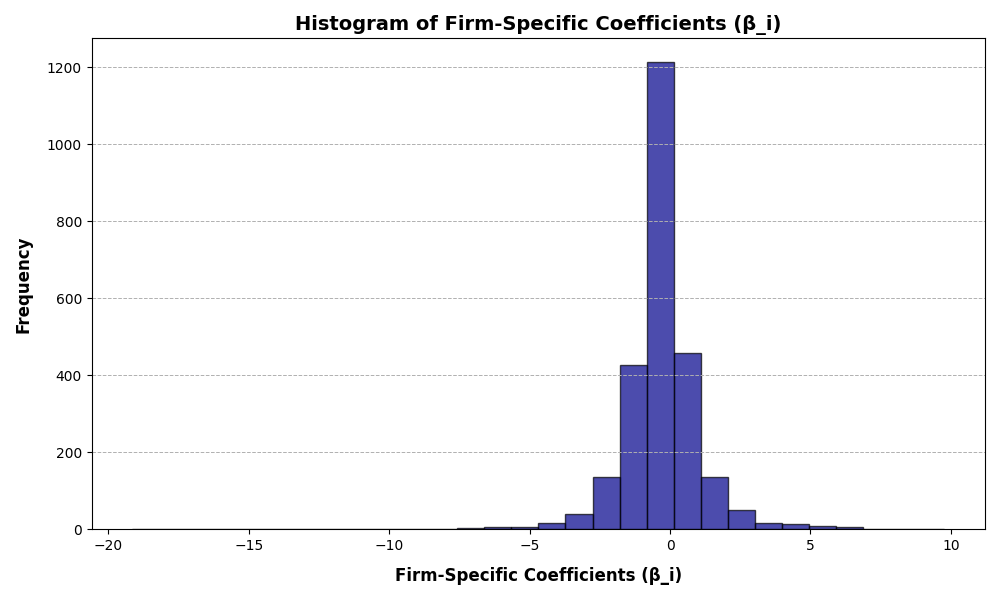 Histogram of Firm-Specific Coefficients (β_i)
1200
1000
800
600
400
200
0
Frequency
−20 −15 −10 −5 0 5 10
Firm-Specific Coefficients (β_i)